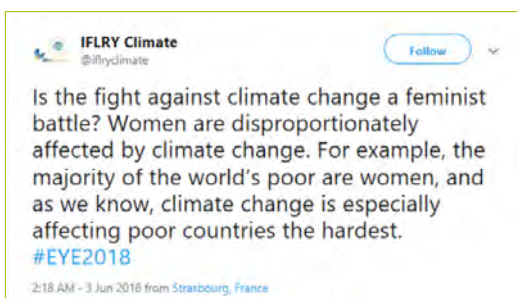 IFLRY Climate
@iflryclimate
Follow
Is the fight against climate change a feminist
battle? Women are disproportionately
affected by climate change. For example, the
majority of the world's poor are women, and
as we know, climate change is especially
affecting poor countries the hardest.
#EYE2018
2:18 AM - 3 Jun 2018 from Strasbourg, France